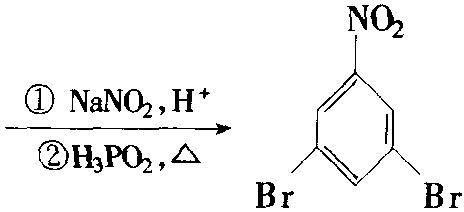 NO₂
① NaNO₂,H⁺
②H₃PO₂,△
Br Br